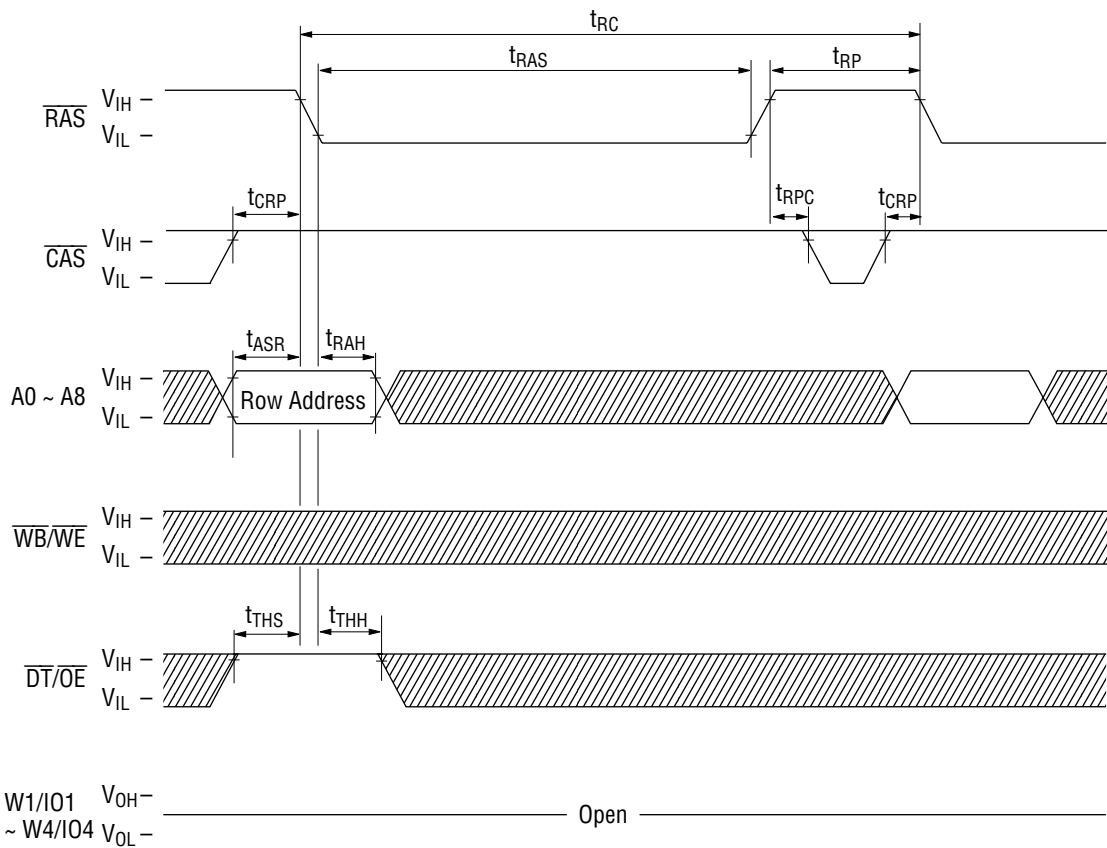 tRC
tRAS
tRP
RAS
VIH –
VIL –
tCRP
tRPC
tCRP
CAS
VIH –
VIL –
tASR
tRAH
A0 ~ A8
VIH –
VIL –
Row Address
WB/WE
VIH –
VIL –
tTHS
tTHH
DT/OE
VIH –
VIL –
W1/IO1
~ W4/IO4
VOH –
VOL –
Open